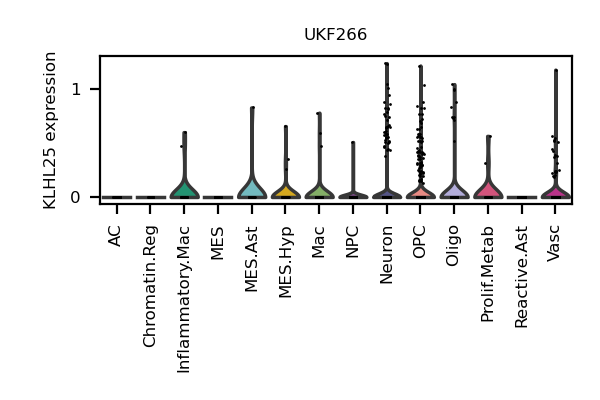 UKF266
KLHL25 expression
1
0
AC
Chromatin.Reg
Inflammatory.Mac
MES
MES.Ast
MES.Hyp
Mac
NPC
Neuron
OPC
Oligo
Prolif.Metab
Reactive.Ast
Vasc